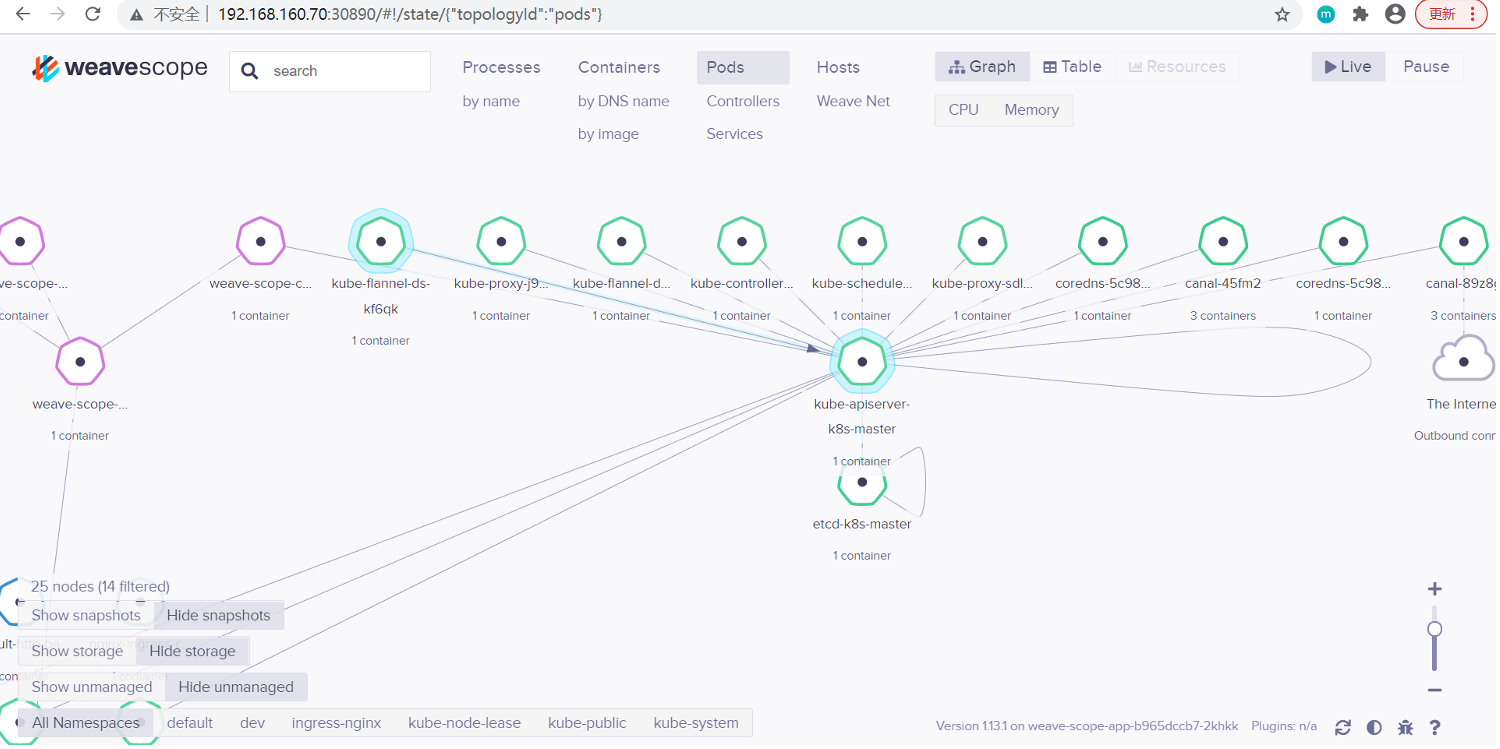 不安全
192.168.160.70:30890/#!/state/{"topologyId":"pods"}
m
更新
weavescope
search
Processes
by name
Containers
by DNS name
by image
Pods
Controllers
Services
Hosts
Weave Net
Graph
Table
Resources
CPU
Memory
Live
Pause
ve-scope-...
container
weave-scope-c...
1 container
kube-flannel-ds-
kf6qk
1 container
kube-proxy-j9...
1 container
kube-flannel-d...
1 container
kube-controller...
1 container
kube-schedule...
1 container
kube-proxy-sdl...
1 container
coredns-5c98...
1 container
canal-45fm2
3 containers
coredns-5c98...
1 container
canal-89z8g
3 containers
weave-scope-...
1 container
kube-apiserver-
k8s-master
1 container
The Interne
Outbound conn
etcd-k8s-master
1 container
25 nodes (14 filtered)
Show snapshots
Hide snapshots
nginx-ingress-c
Show storage
Hide storage
1 container
Show unmanaged
Hide unmanaged
All Namespaces
default
dev
ingress-nginx
kube-node-lease
kube-public
kube-system
Version 1.13.1 on weave-scope-app-b965dccb7-2khkk
Plugins: n/a
?